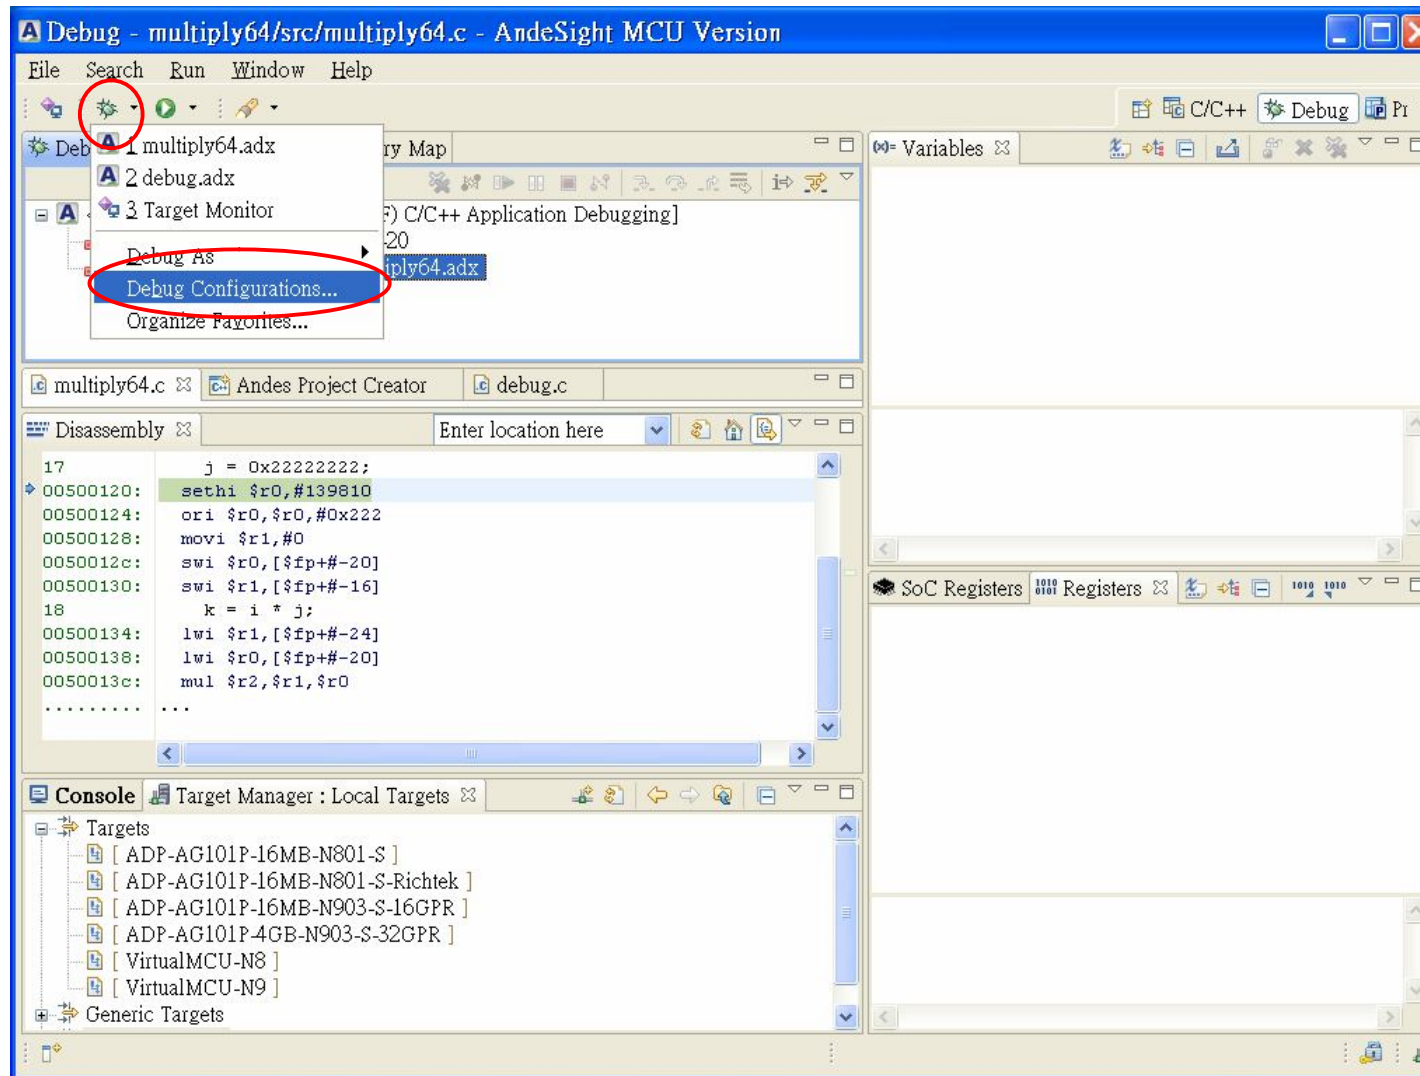 Debug - multiply64/src/multiply64.c - AndeSight MCU Version
File Search Run Window Help
C/C++ Debug
1 multiply64.adx
2 debug.adx
3 Target Monitor
Debug As
Debug Configurations...
Organize Favorites...
Deb ry Map
F) C/C++ Application Debugging]
-20
iply64.adx
multiply64.c Andes Project Creator debug.c
Disassembly Enter location here
17 j = 0x22222222;
00500120: sethi $r0,#139810
00500124: ori $r0,$r0,#0x222
00500128: movi $r1,#0
0050012c: swi $r0,[$fp+#-20]
00500130: swi $r1,[$fp+#-16]
18 k = i * j;
00500134: lwi $r1,[$fp+#-24]
00500138: lwi $r0,[$fp+#-20]
0050013c: mul $r2,$r1,$r0
......... ...
Console Target Manager : Local Targets
Targets
[ ADP-AG101P-16MB-N801-S ]
[ ADP-AG101P-16MB-N801-S-Richtek ]
[ ADP-AG101P-16MB-N903-S-16GPR ]
[ ADP-AG101P-4GB-N903-S-32GPR ]
[ VirtualMCU-N8 ]
[ VirtualMCU-N9 ]
Generic Targets
(x)= Variables
SoC Registers Registers